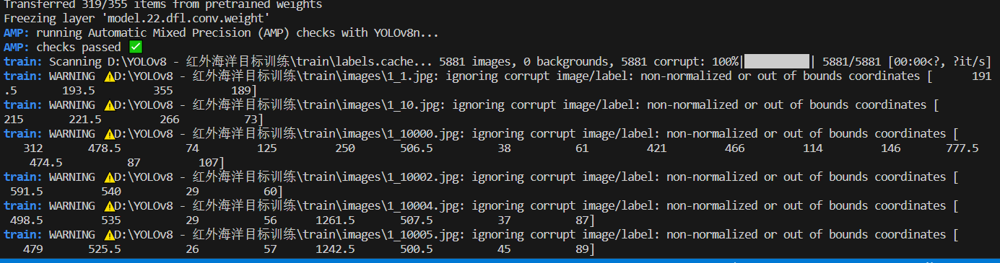 Transferred 319/355 items from pretrained weights
Freezing layer 'model.22.dfl.conv.weight'
AMP: running Automatic Mixed Precision (AMP) checks with YOLOv8n...
AMP: checks passed ✅
train: Scanning D:\YOLOv8 - 红外海洋目标训练\train\labels.cache... 5881 images, 0 backgrounds, 5881 corrupt: 100%|██████████| 5881/5881 [00:00<?, ?it/s]
train: WARNING ⚠️D:\YOLOv8 - 红外海洋目标训练\train\images\1_1.jpg: ignoring corrupt image/label: non-normalized or out of bounds coordinates [ 191
.5 193.5 355 189]
train: WARNING ⚠️D:\YOLOv8 - 红外海洋目标训练\train\images\1_10.jpg: ignoring corrupt image/label: non-normalized or out of bounds coordinates [
215 221.5 266 73]
train: WARNING ⚠️D:\YOLOv8 - 红外海洋目标训练\train\images\1_10000.jpg: ignoring corrupt image/label: non-normalized or out of bounds coordinates [
312 478.5 74 125 250 506.5 38 61 421 466 114 146 777.5
474.5 87 107]
train: WARNING ⚠️D:\YOLOv8 - 红外海洋目标训练\train\images\1_10002.jpg: ignoring corrupt image/label: non-normalized or out of bounds coordinates [
591.5 540 29 60]
train: WARNING ⚠️D:\YOLOv8 - 红外海洋目标训练\train\images\1_10004.jpg: ignoring corrupt image/label: non-normalized or out of bounds coordinates [
498.5 535 29 56 1261.5 507.5 37 87]
train: WARNING ⚠️D:\YOLOv8 - 红外海洋目标训练\train\images\1_10005.jpg: ignoring corrupt image/label: non-normalized or out of bounds coordinates [
479 525.5 26 57 1242.5 500.5 45 89]